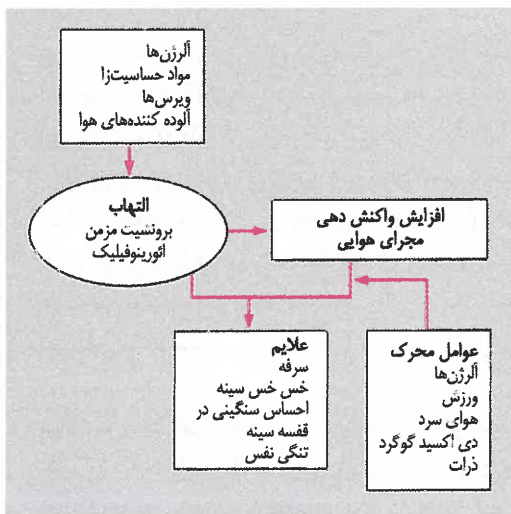 آلرژن‌ها
مواد حساسیت‌زا
ویرس‌ها
آلوده کننده‌های هوا
التهاب
برونشیت مزمن
ائورینوفیلیک
افزایش واکنش دهی
مجرای هوایی
علایم
سرفه
خس خس سینه
احساس سنگینی در
قفسه سینه
تنگی نفس
عوامل محرک
آلرژن‌ها
ورزش
هوای سرد
دی اکسید گوگرد
ذرات